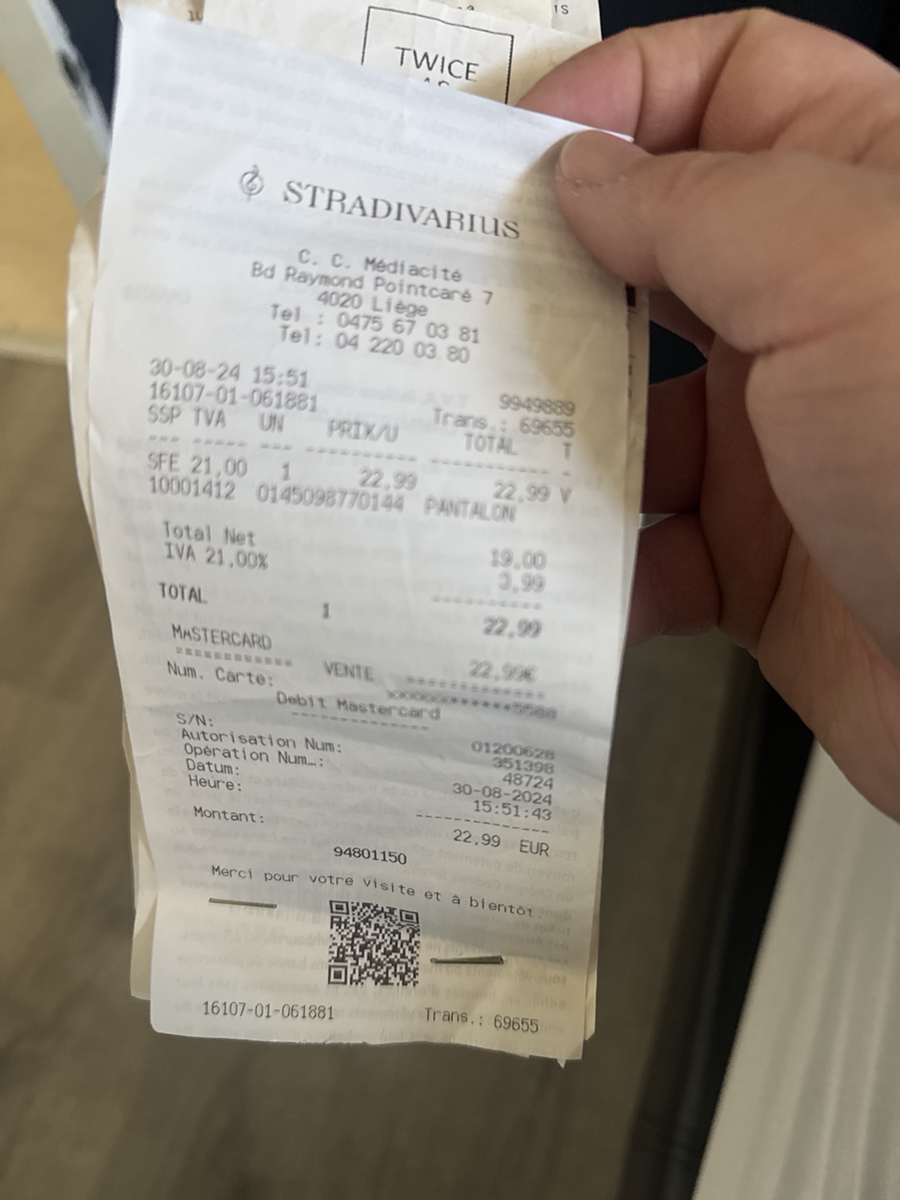 TWICE
STRADIVARIUS
C. C. Médiacité
Bd Raymond Pointcaré 7
4020 Liège
Tel : 0475 67 03 81
Tel: 04 220 03 80
30-08-24 15:51 9949889
16107-01-061881 Trans.: 69655
SSP TVA UN PRIX/U TOTAL T
--- ----- --- ---------- ----------- -
SFE 21,00 1 22,99 22,99 V
10001412 0145098770144 PANTALON
Total Net 19,00
IVA 21,00% 3,99
----------
TOTAL 1 22,99
MASTERCARD 22,99€
============ VENTE =============
Num. Carte:
Debit Mastercard
-------------
S/N: 01200628
Autorisation Num: 351398
Opération Num…: 48724
Datum: 30-08-2024
Heure: 15:51:43
-------------
Montant: 22,99 EUR
94801150
Merci pour votre visite et à bientôt
16107-01-061881 Trans.: 69655